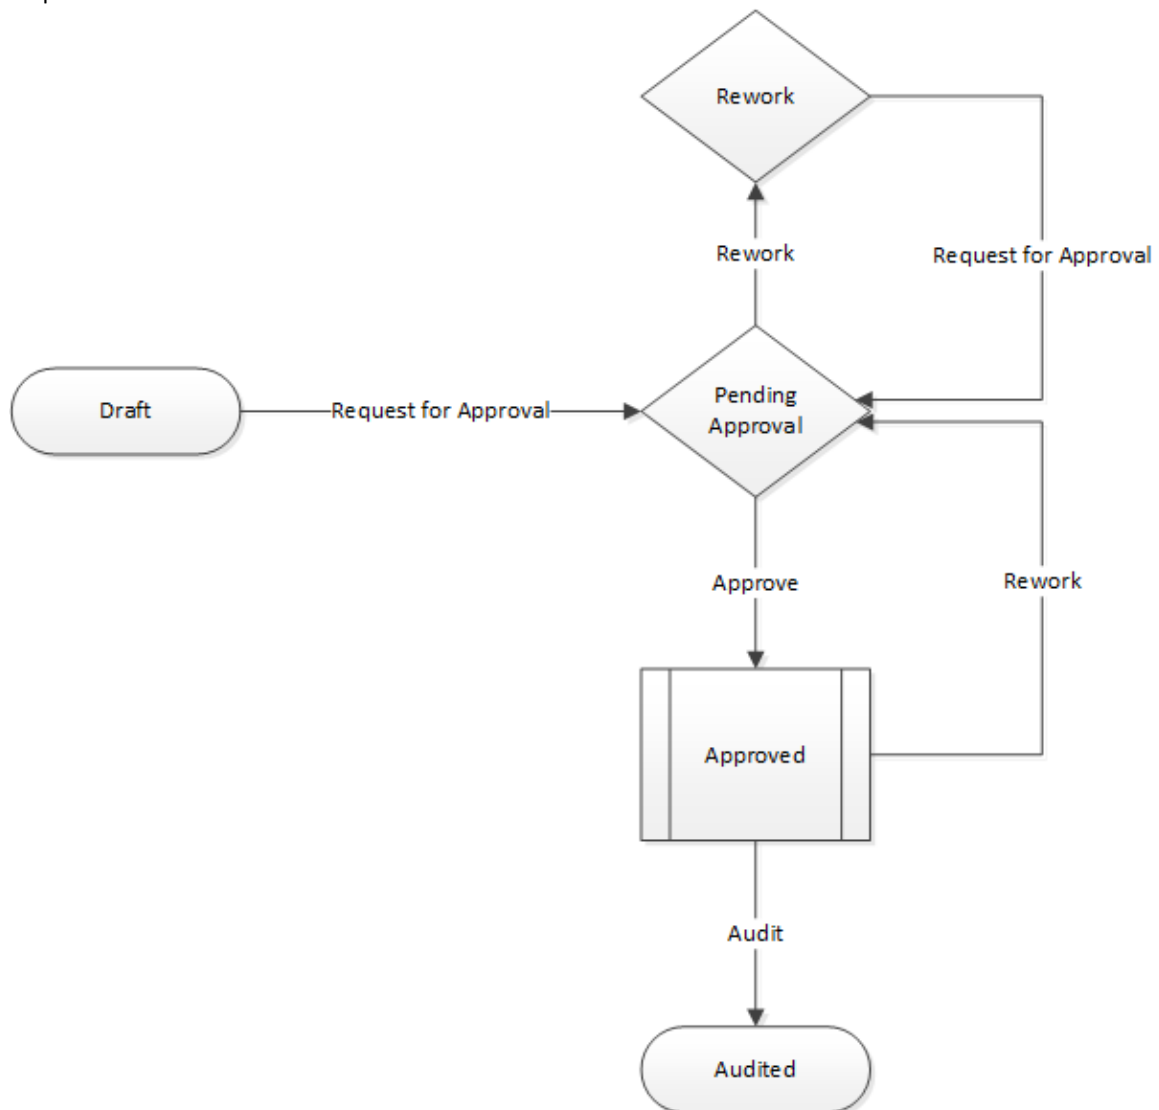 Rework
Rework
Request for Approval
Draft
Request for Approval
Pending
Approval
Approve
Rework
Approved
Audit
Audited